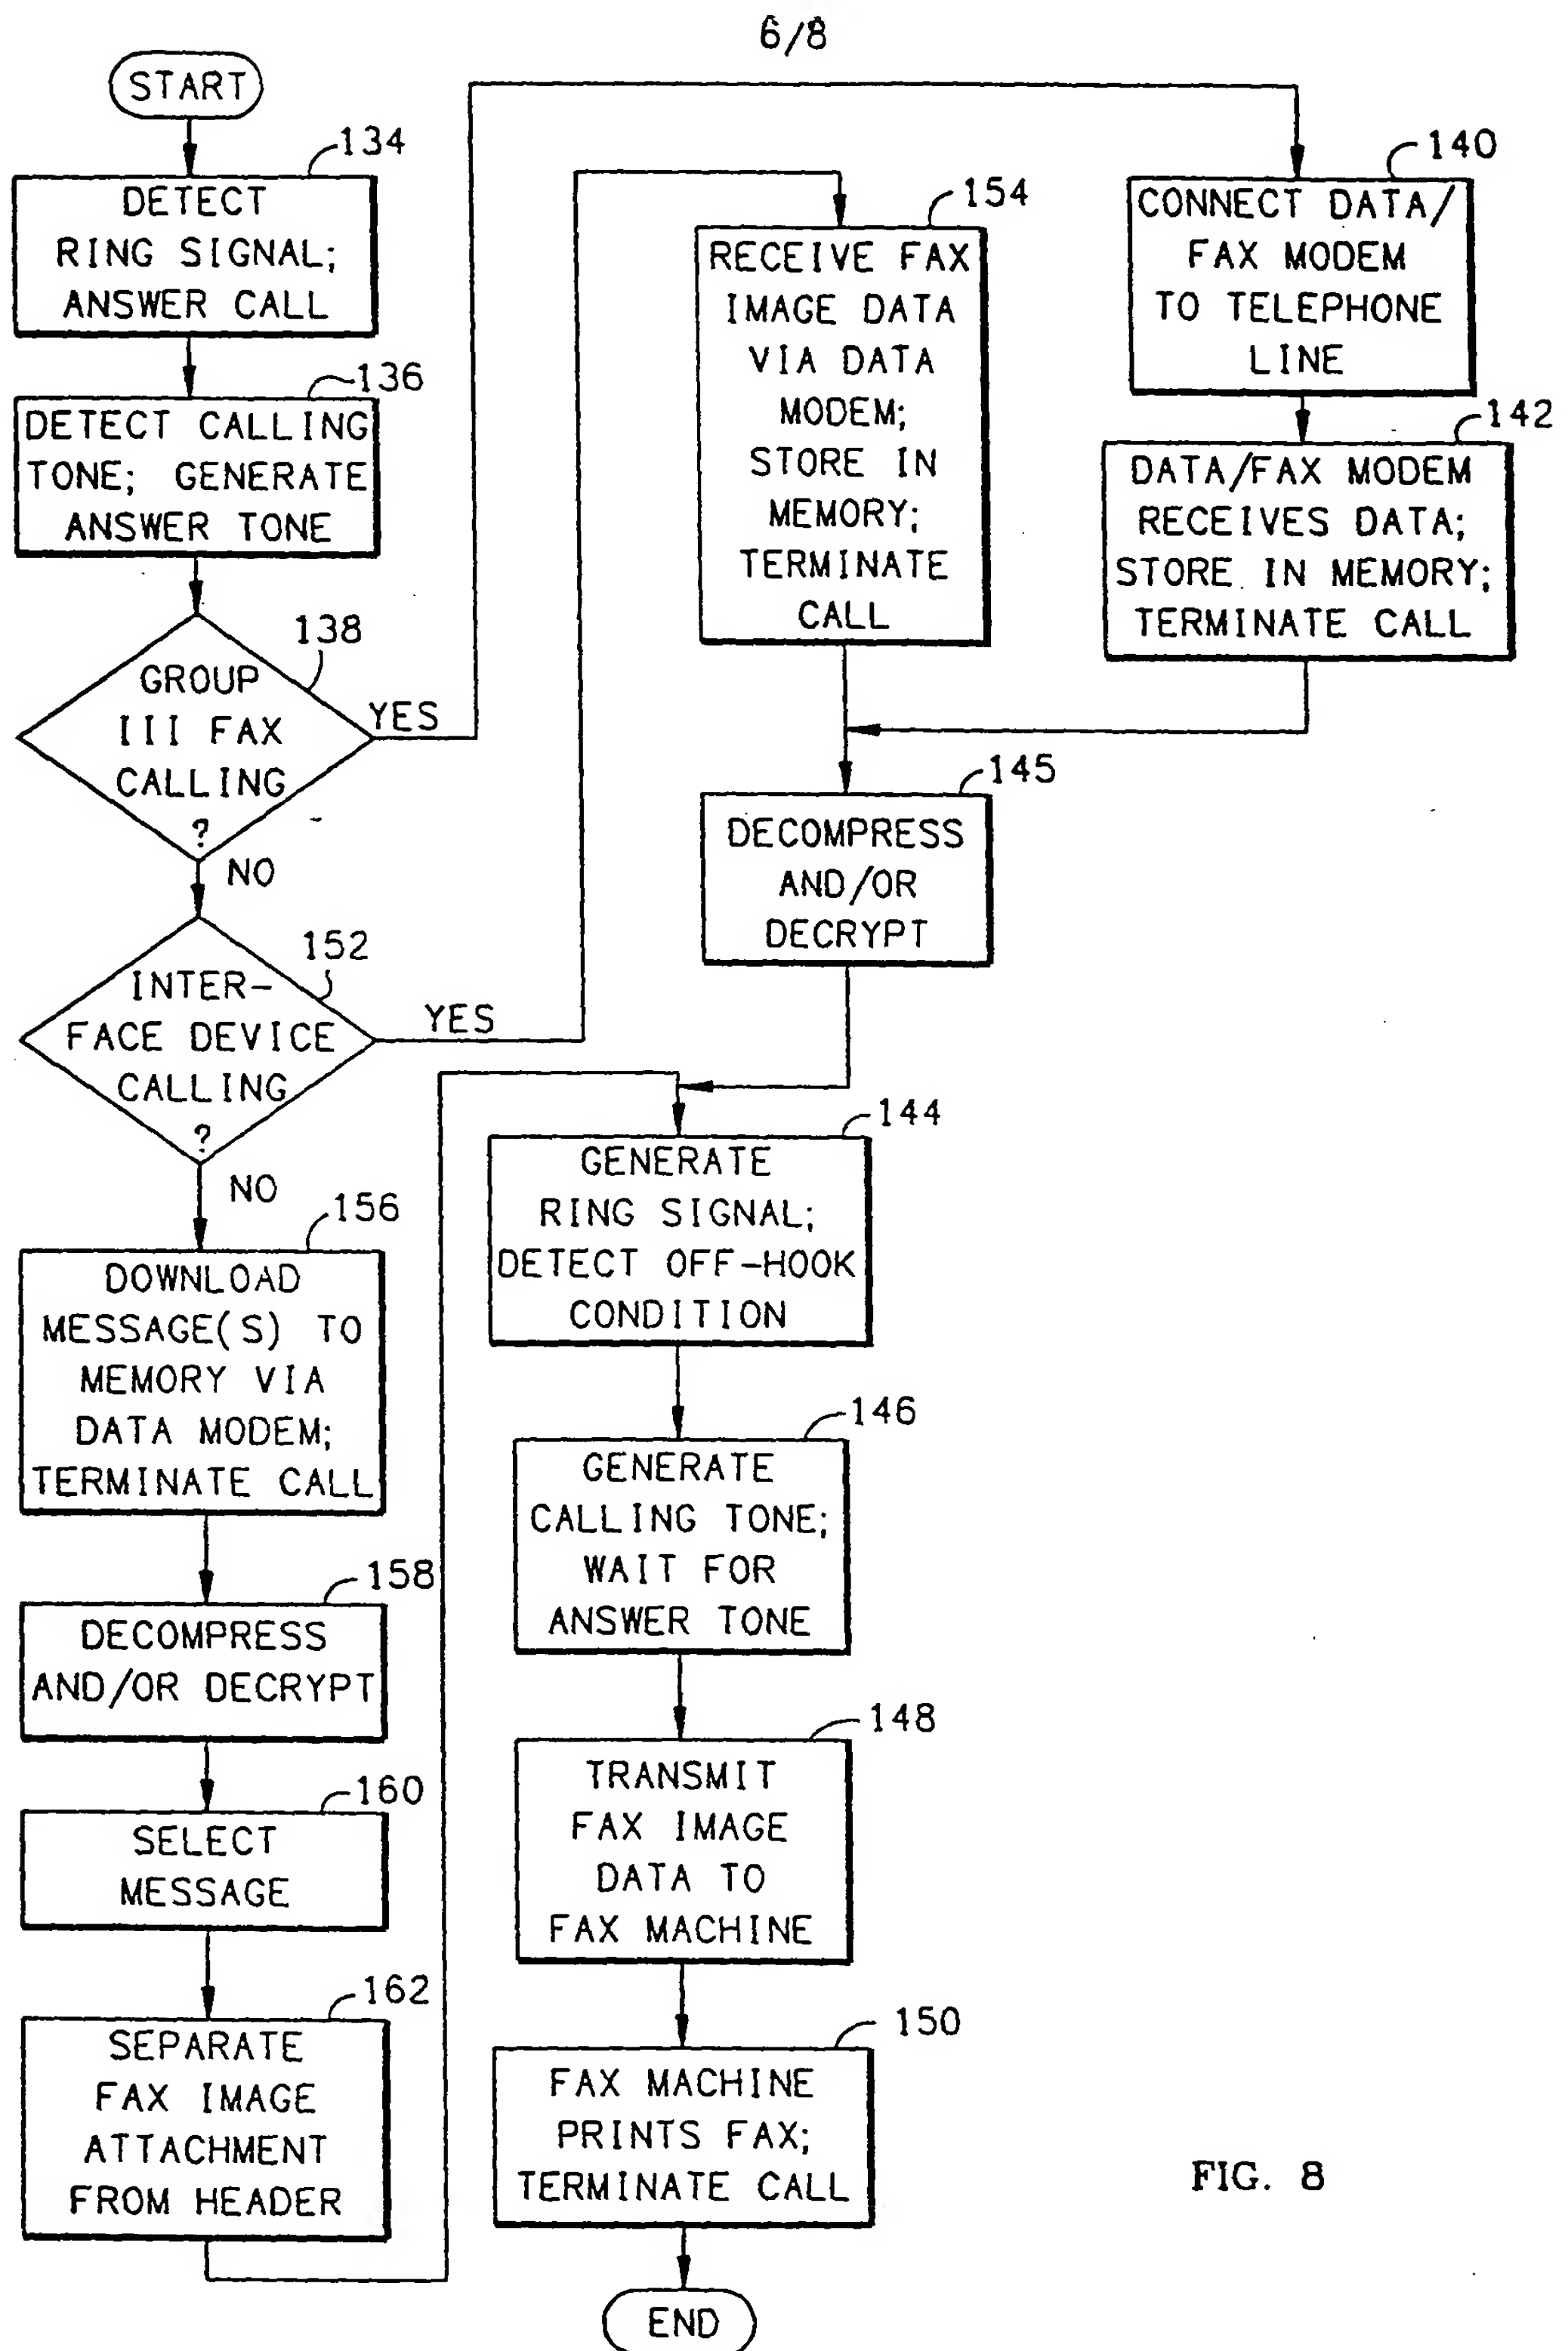 6/8
START
134
DETECT
RING SIGNAL;
ANSWER CALL
136
DETECT CALLING
TONE; GENERATE
ANSWER TONE
138
GROUP
III FAX
CALLING
?
YES
NO
152
INTER-
FACE DEVICE
CALLING
?
YES
NO
156
DOWNLOAD
MESSAGE(S) TO
MEMORY VIA
DATA MODEM;
TERMINATE CALL
158
DECOMPRESS
AND/OR DECRYPT
160
SELECT
MESSAGE
162
SEPARATE
FAX IMAGE
ATTACHMENT
FROM HEADER
154
RECEIVE FAX
IMAGE DATA
VIA DATA
MODEM;
STORE IN
MEMORY;
TERMINATE
CALL
140
CONNECT DATA/
FAX MODEM
TO TELEPHONE
LINE
142
DATA/FAX MODEM
RECEIVES DATA;
STORE IN MEMORY;
TERMINATE CALL
145
DECOMPRESS
AND/OR
DECRYPT
144
GENERATE
RING SIGNAL;
DETECT OFF-HOOK
CONDITION
146
GENERATE
CALLING TONE;
WAIT FOR
ANSWER TONE
148
TRANSMIT
FAX IMAGE
DATA TO
FAX MACHINE
150
FAX MACHINE
PRINTS FAX;
TERMINATE CALL
END
FIG. 8